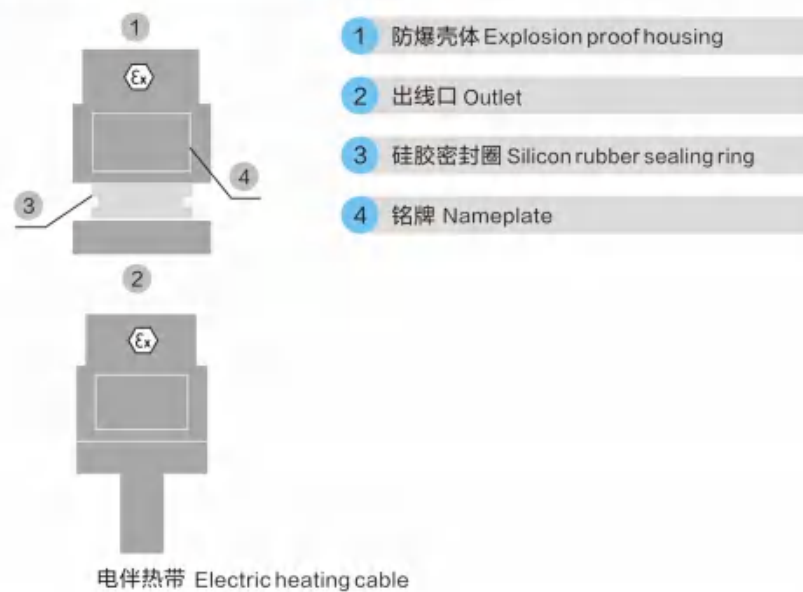 1
Ex
4
3
2
Ex
电伴热带 Electric heating cable
1 防爆壳体 Explosion proof housing
2 出线口 Outlet
3 硅胶密封圈 Silicon rubber sealing ring
4 铭牌 Nameplate